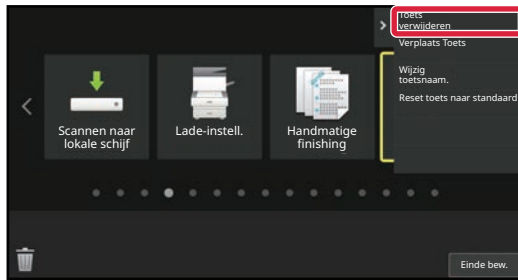 Toets
verwijderen
Verplaats Toets
Wijzig
toetsnaam.
Reset toets naar standaard
Scannen naar
lokale schijf
Lade-instell.
Handmatige
finishing
Einde bew.